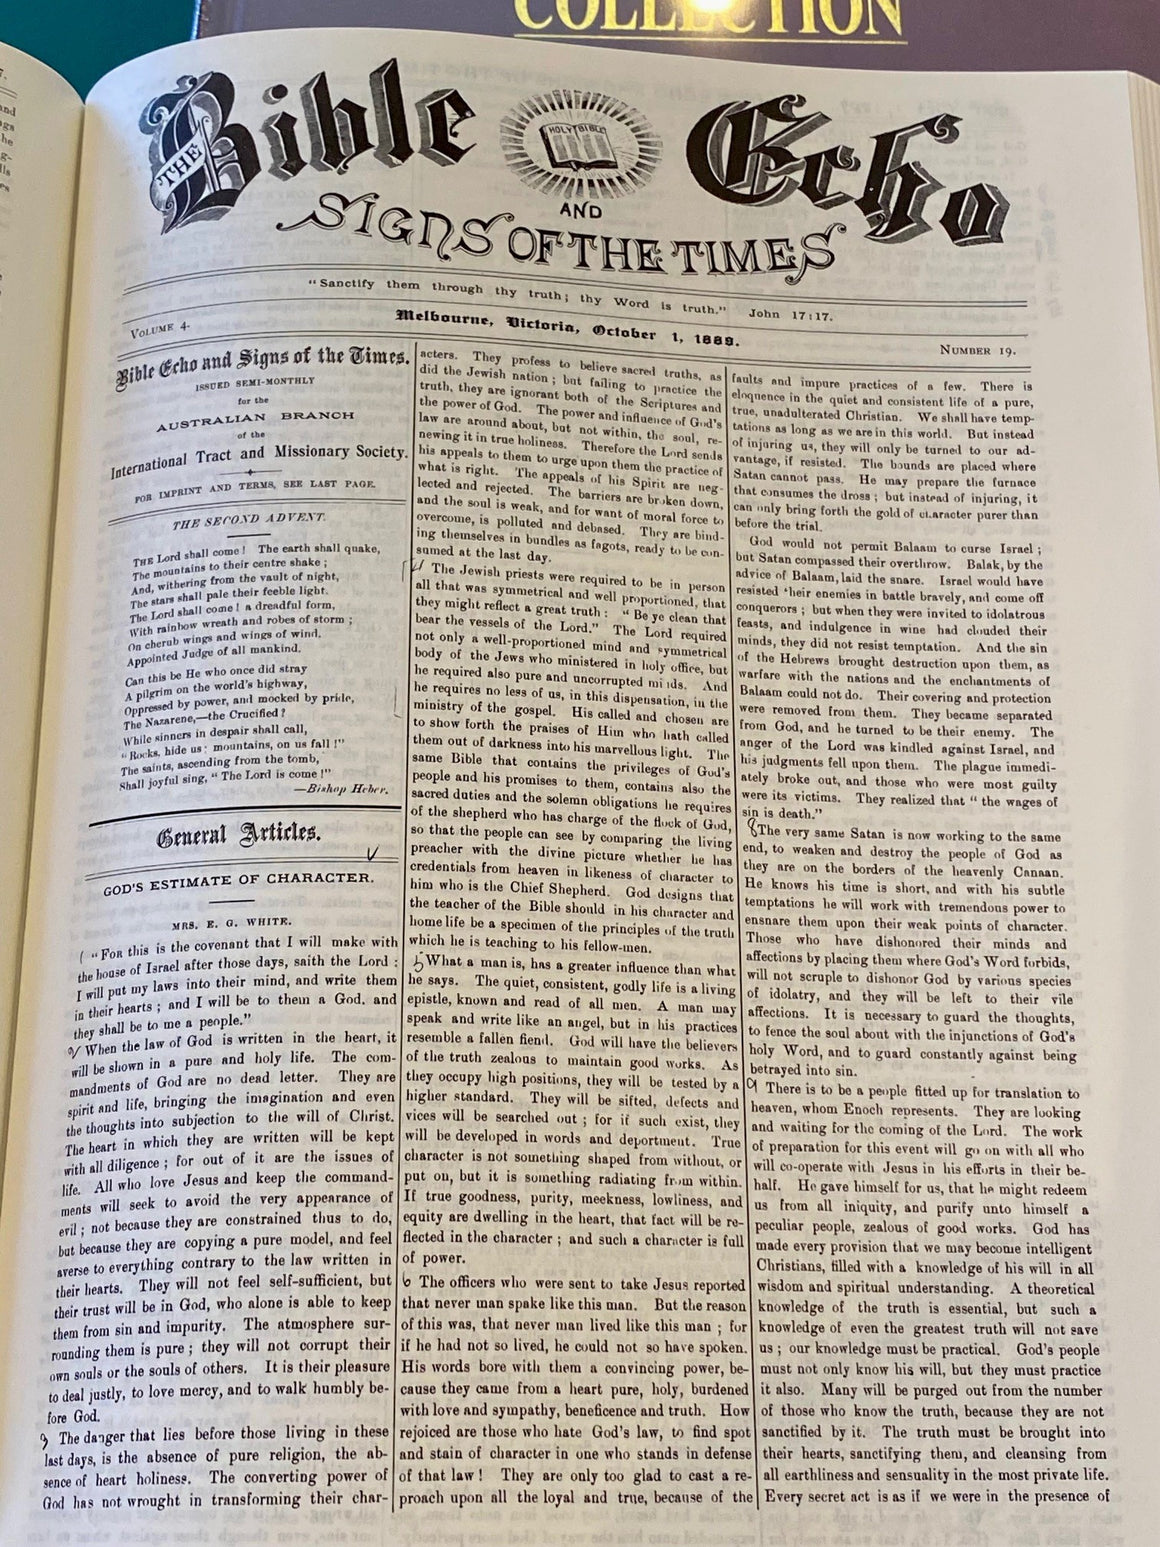 COLLECTION
THE Bible Echo
HOLY BIBLE
AND
SIGNS OF THE TIMES
"Sanctify them through thy truth; thy Word is truth." John 17:17.
VOLUME 4.
Melbourne, Victoria, October 1, 1889.
NUMBER 19.
Bible Echo and Signs of the Times.
ISSUED SEMI-MONTHLY
for the
AUSTRALIAN BRANCH
of the
International Tract and Missionary Society.
FOR IMPRINT AND TERMS, SEE LAST PAGE.
THE SECOND ADVENT.
THE Lord shall come! The earth shall quake,
The mountains to their centre shake;
And, withering from the vault of night,
The stars shall pale their feeble light.
The Lord shall come! a dreadful form,
With rainbow wreath and robes of storm;
On cherub wings and wings of wind,
Appointed Judge of all mankind.
Can this be He who once did stray
A pilgrim on the world's highway,
Oppressed by power, and mocked by pride,
The Nazarene,—the Crucified?
While sinners in despair shall call,
"Rocks, hide us; mountains, on us fall!"
The saints, ascending from the tomb,
Shall joyful sing, "The Lord is come!"
—Bishop Heber.
General Articles.
GOD'S ESTIMATE OF CHARACTER.
MRS. E. G. WHITE.
1 "FOR this is the covenant that I will make with
the house of Israel after those days, saith the Lord:
I will put my laws into their mind, and write them
in their hearts; and I will be to them a God, and
they shall be to me a people."
2 When the law of God is written in the heart, it
will be shown in a pure and holy life. The com-
mandments of God are no dead letter. They are
spirit and life, bringing the imagination and even
the thoughts into subjection to the will of Christ.
The heart in which they are written will be kept
with all diligence; for out of it are the issues of
life. All who love Jesus and keep the command-
ments will seek to avoid the very appearance of
evil; not because they are constrained thus to do,
but because they are copying a pure model, and feel
averse to everything contrary to the law written in
their hearts. They will not feel self-sufficient, but
their trust will be in God, who alone is able to keep
them from sin and impurity. The atmosphere sur-
rounding them is pure; they will not corrupt their
own souls or the souls of others. It is their pleasure
to deal justly, to love mercy, and to walk humbly be-
fore God.
3 The danger that lies before those living in these
last days, is the absence of pure religion, the ab-
sence of heart holiness. The converting power of
God has not wrought in transforming their char-
acters. They profess to believe sacred truths, as
did the Jewish nation; but failing to practice the
truth, they are ignorant both of the Scriptures and
the power of God. The power and influence of God's
law are around about, but not within, the soul, re-
newing it in true holiness. Therefore the Lord sends
his appeals to them to urge upon them the practice of
what is right. The appeals of his Spirit are neg-
lected and rejected. The barriers are broken down,
and the soul is weak, and for want of moral force to
overcome, is polluted and debased. They are bind-
ing themselves in bundles as fagots, ready to be con-
sumed at the last day.
4 The Jewish priests were required to be in person
all that was symmetrical and well proportioned, that
they might reflect a great truth: "Be ye clean that
bear the vessels of the Lord." The Lord required
not only a well-proportioned mind and symmetrical
body of the Jews who ministered in holy office, but
he required also pure and uncorrupted minds. And
he requires no less of us, in this dispensation, in the
ministry of the gospel. His called and chosen are
to show forth the praises of Him who hath called
them out of darkness into his marvellous light. The
same Bible that contains the privileges of God's
people and his promises to them, contains also the
sacred duties and the solemn obligations he requires
of the shepherd who has charge of the flock of God,
so that the people can see by comparing the living
preacher with the divine picture whether he has
credentials from heaven in likeness of character to
him who is the Chief Shepherd. God designs that
the teacher of the Bible should in his character and
home life be a specimen of the principles of the truth
which he is teaching to his fellow-men.
5 What a man is, has a greater influence than what
he says. The quiet, consistent, godly life is a living
epistle, known and read of all men. A man may
speak and write like an angel, but in his practices
resemble a fallen fiend. God will have the believers
of the truth zealous to maintain good works. As
they occupy high positions, they will be tested by a
higher standard. They will be sifted, defects and
vices will be searched out; for if such exist, they
will be developed in words and deportment. True
character is not something shaped from without, or
put on, but it is something radiating from within.
If true goodness, purity, meekness, lowliness, and
equity are dwelling in the heart, that fact will be re-
flected in the character; and such a character is full
of power.
6 The officers who were sent to take Jesus reported
that never man spake like this man. But the reason
of this was, that never man lived like this man; for
if he had not so lived, he could not so have spoken.
His words bore with them a convincing power, be-
cause they came from a heart pure, holy, burdened
with love and sympathy, beneficence and truth. How
rejoiced are those who hate God's law, to find spot
and stain of character in one who stands in defense
of that law! They are only too glad to cast a re-
proach upon all the loyal and true, because of the
faults and impure practices of a few. There is
eloquence in the quiet and consistent life of a pure,
true, unadulterated Christian. We shall have temp-
tations as long as we are in this world. But instead
of injuring us, they will only be turned to our ad-
vantage, if resisted. The bounds are placed where
Satan cannot pass. He may prepare the furnace
that consumes the dross; but instead of injuring, it
can only bring forth the gold of character purer than
before the trial.
God would not permit Balaam to curse Israel;
but Satan compassed their overthrow. Balak, by the
advice of Balaam, laid the snare. Israel would have
resisted their enemies in battle bravely, and come off
conquerors; but when they were invited to idolatrous
feasts, and indulgence in wine had clouded their
minds, they did not resist temptation. And the sin
of the Hebrews brought destruction upon them, as
warfare with the nations and the enchantments of
Balaam could not do. Their covering and protection
were removed from them. They became separated
from God, and he turned to be their enemy. The
anger of the Lord was kindled against Israel, and
his judgments fell upon them. The plague immedi-
ately broke out, and those who were most guilty
were its victims. They realized that "the wages of
sin is death."
8 The very same Satan is now working to the same
end, to weaken and destroy the people of God as
they are on the borders of the heavenly Canaan.
He knows his time is short, and with his subtle
temptations he will work with tremendous power to
ensnare them upon their weak points of character.
Those who have dishonored their minds and
affections by placing them where God's Word forbids,
will not scruple to dishonor God by various species
of idolatry, and they will be left to their vile
affections. It is necessary to guard the thoughts,
to fence the soul about with the injunctions of God's
holy Word, and to guard constantly against being
betrayed into sin.
9 There is to be a people fitted up for translation to
heaven, whom Enoch represents. They are looking
and waiting for the coming of the Lord. The work
of preparation for this event will go on with all who
will co-operate with Jesus in his efforts in their be-
half. He gave himself for us, that he might redeem
us from all iniquity, and purify unto himself a
peculiar people, zealous of good works. God has
made every provision that we may become intelligent
Christians, filled with a knowledge of his will in all
wisdom and spiritual understanding. A theoretical
knowledge of the truth is essential, but such a
knowledge of even the greatest truth will not save
us; our knowledge must be practical. God's people
must not only know his will, but they must practice
it also. Many will be purged out from the number
of those who know the truth, because they are not
sanctified by it. The truth must be brought into
their hearts, sanctifying them, and cleansing from
all earthliness and sensuality in the most private life.
Every secret act is as if we were in the presence of